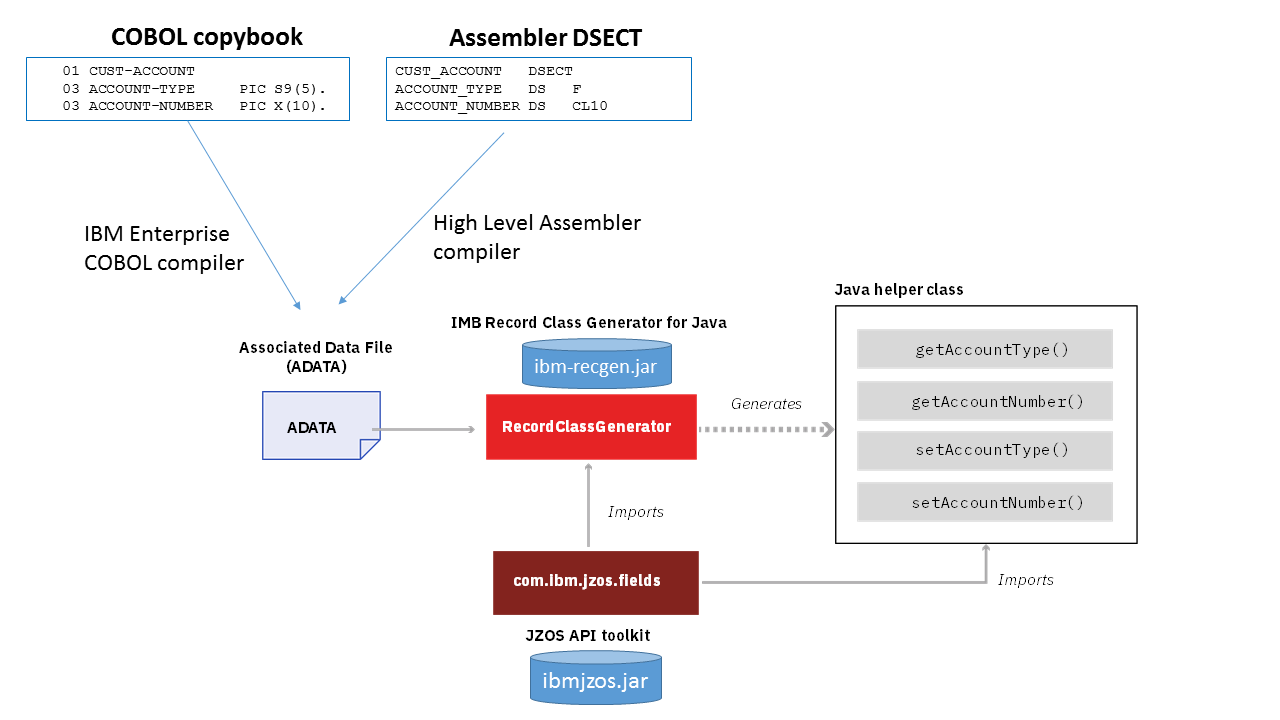 COBOL copybook
01 CUST-ACCOUNT
03 ACCOUNT-TYPE PIC S9(5).
03 ACCOUNT-NUMBER PIC X(10).
Assembler DSECT
CUST_ACCOUNT DSECT
ACCOUNT_TYPE DS F
ACCOUNT_NUMBER DS CL10
IBM Enterprise
COBOL compiler
High Level Assembler
compiler
Associated Data File
(ADATA)
ADATA
IMB Record Class Generator for Java
ibm-recgen.jar
RecordClassGenerator
Generates
Java helper class
getAccountType()
getAccountNumber()
setAccountType()
setAccountNumber()
Imports
com.ibm.jzos.fields
Imports
JZOS API toolkit
ibmjzos.jar